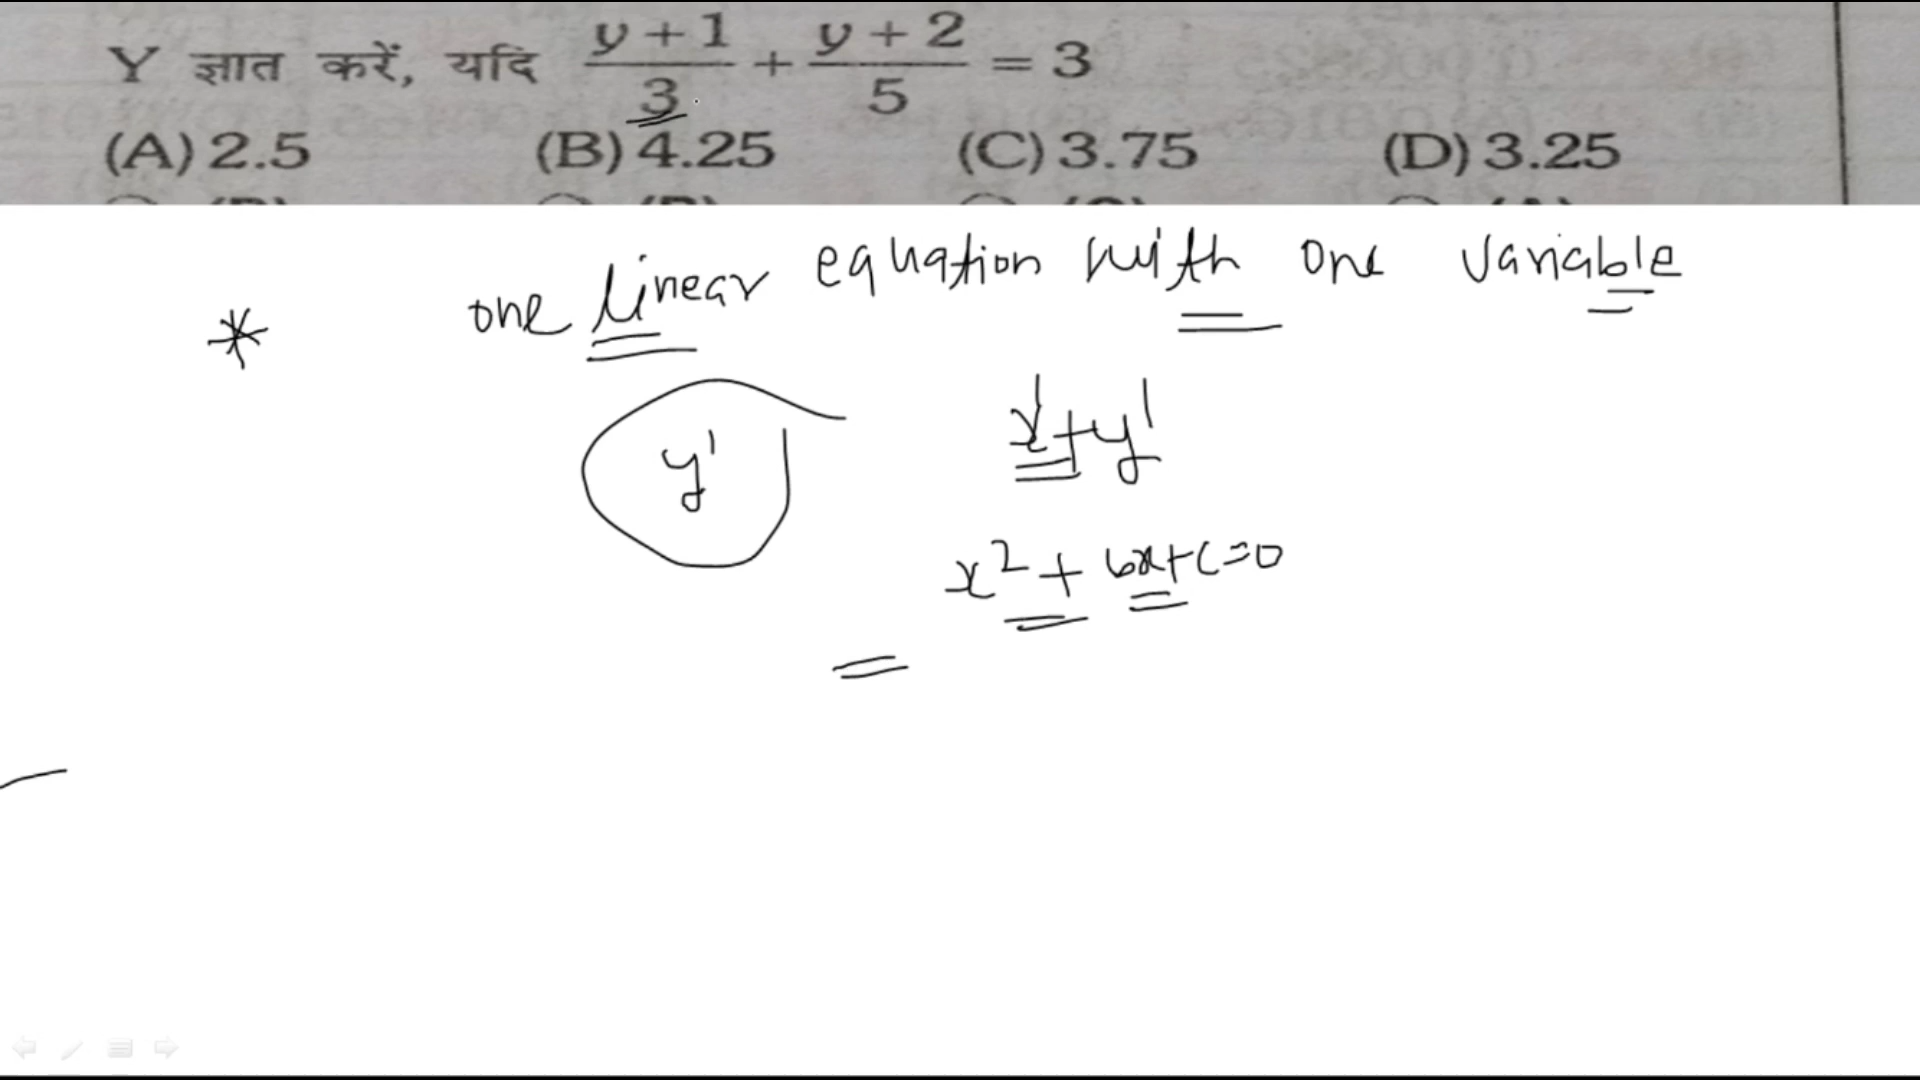 Y ज्ञात करें, यदि (y + 1)/3 + (y + 2)/5 = 3
(A) 2.5 (B) 4.25 (C) 3.75 (D) 3.25
* one linear equation with one variable
y¹ x¹ + y¹
x² + bx + c = 0